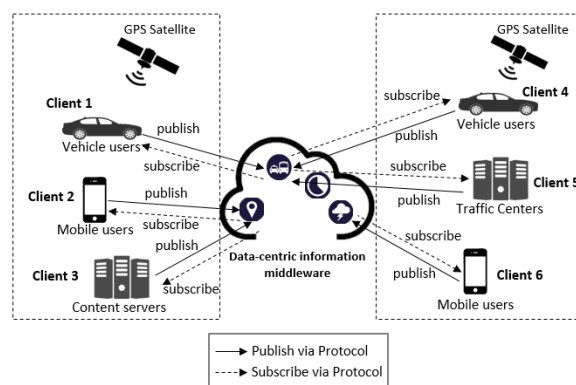 GPS Satellite
Client 1
publish
Vehicle users
subscribe
Client 2
publish
Mobile users
subscribe
publish
Client 3
subscribe
Content servers
Data-centric information
middleware
GPS Satellite
Client 4
subscribe
Vehicle users
publish
subscribe
Client 5
publish
Traffic Centers
subscribe
Client 6
publish
Mobile users
Publish via Protocol
Subscribe via Protocol